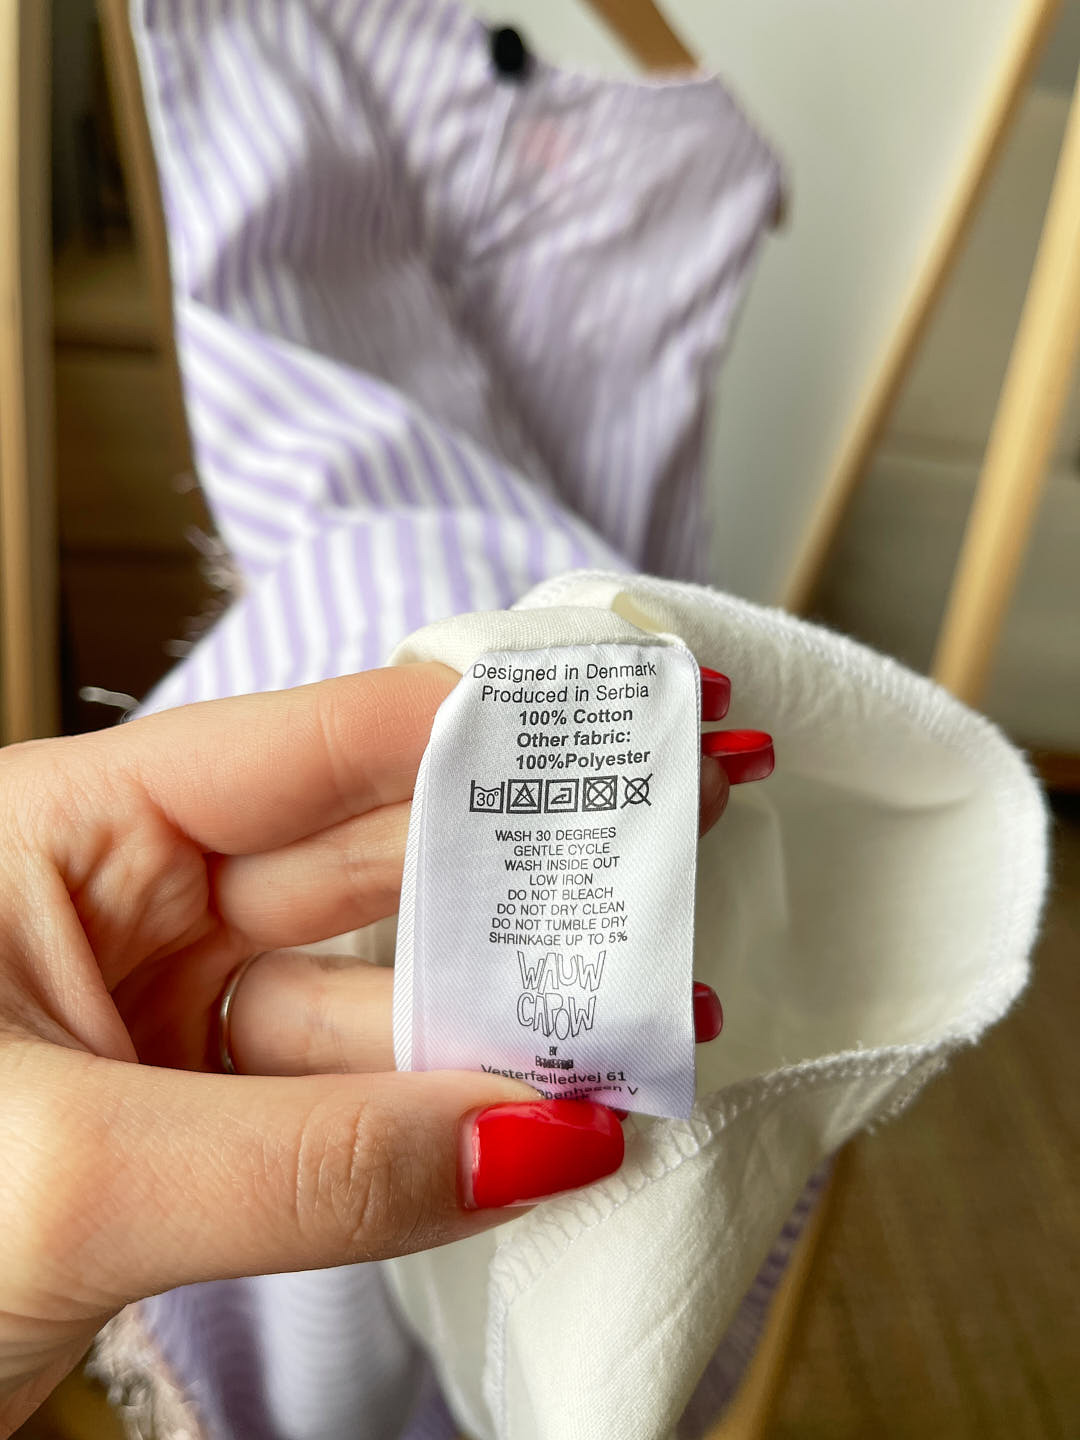 Designed in Denmark
Produced in Serbia
100% Cotton
Other fabric:
100%Polyester
30°
WASH 30 DEGREES
GENTLE CYCLE
WASH INSIDE OUT
LOW IRON
DO NOT BLEACH
DO NOT DRY CLEAN
DO NOT TUMBLE DRY
SHRINKAGE UP TO 5%
WAUW
CAPOW
BY
Vesterfælledvej 61
V